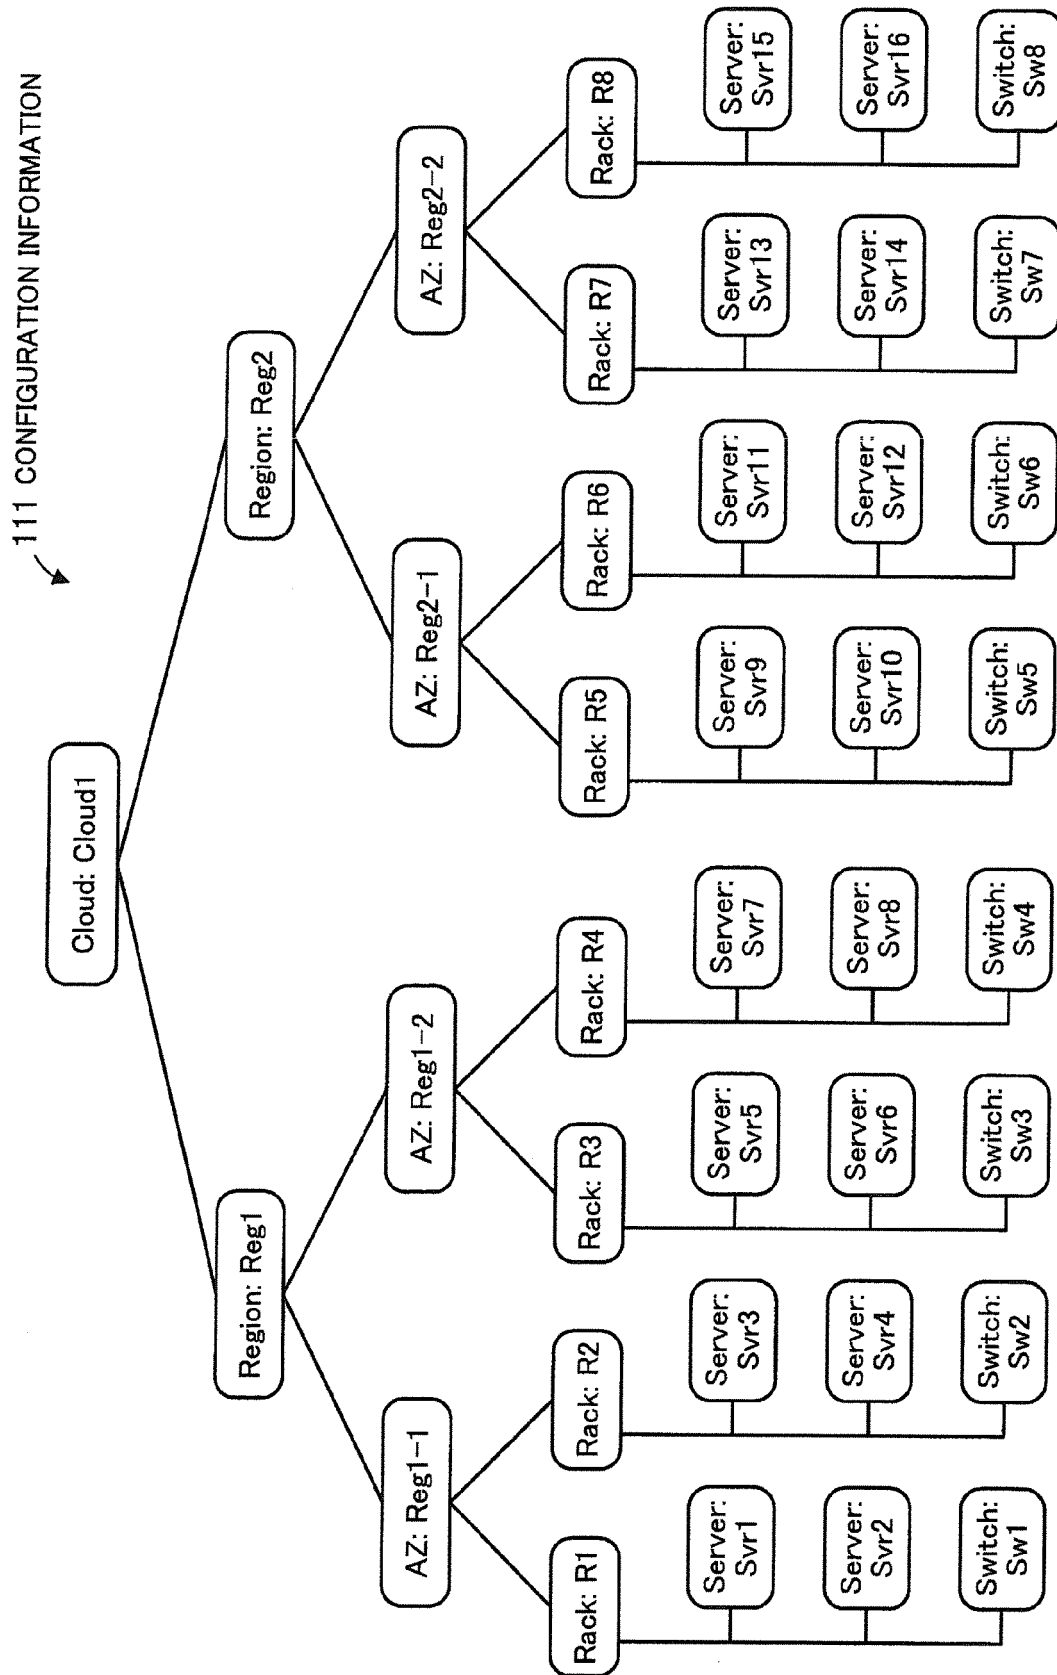 111 CONFIGURATION INFORMATION
Cloud: Cloud1
Region: Reg1
Region: Reg2
AZ: Reg1-1
AZ: Reg1-2
AZ: Reg2-1
AZ: Reg2-2
Rack: R1
Rack: R2
Rack: R3
Rack: R4
Rack: R5
Rack: R6
Rack: R7
Rack: R8
Server:
Svr1
Server:
Svr3
Server:
Svr5
Server:
Svr7
Server:
Svr9
Server:
Svr11
Server:
Svr13
Server:
Svr15
Server:
Svr2
Server:
Svr4
Server:
Svr6
Server:
Svr8
Server:
Svr10
Server:
Svr12
Server:
Svr14
Server:
Svr16
Switch:
Sw1
Switch:
Sw2
Switch:
Sw3
Switch:
Sw4
Switch:
Sw5
Switch:
Sw6
Switch:
Sw7
Switch:
Sw8